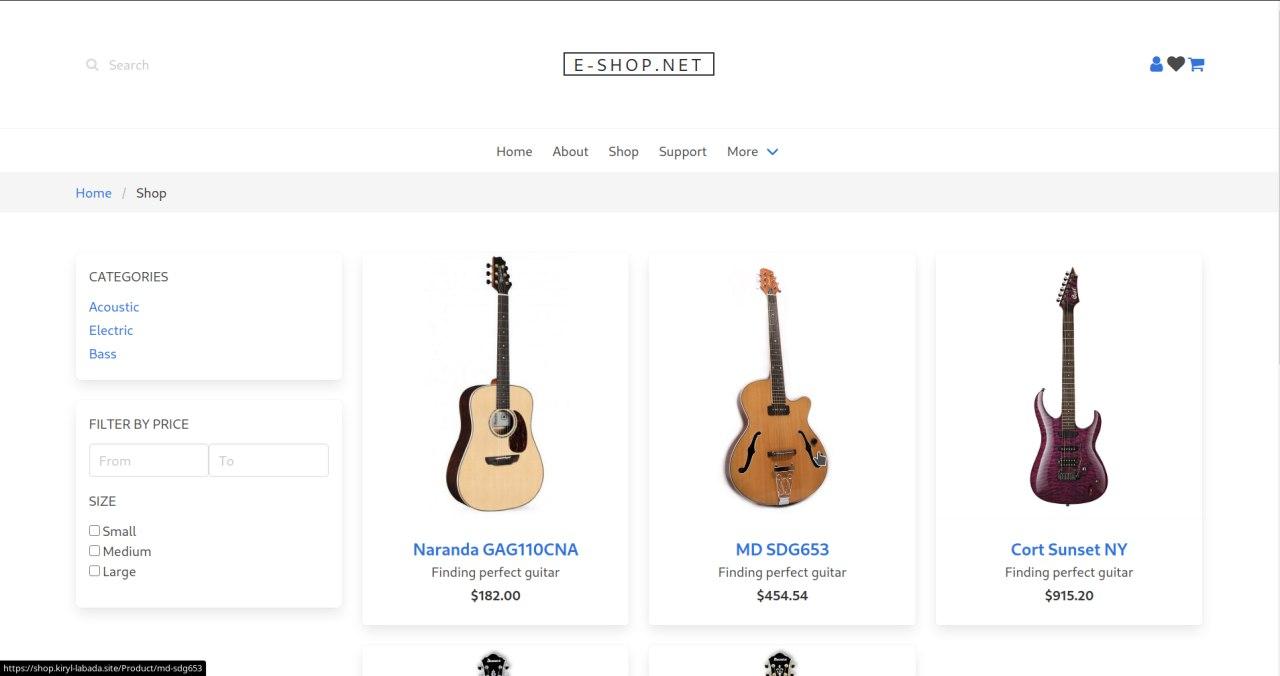 Search
E-SHOP.NET
Home About Shop Support More
Home / Shop
CATEGORIES
Acoustic
Electric
Bass
FILTER BY PRICE
From To
SIZE
Small
Medium
Large
Naranda GAG110CNA
Finding perfect guitar
$182.00
MD SDG653
Finding perfect guitar
$454.54
Cort Sunset NY
Finding perfect guitar
$915.20
https://shop.kiryl-labada.site/Product/md-sdg653